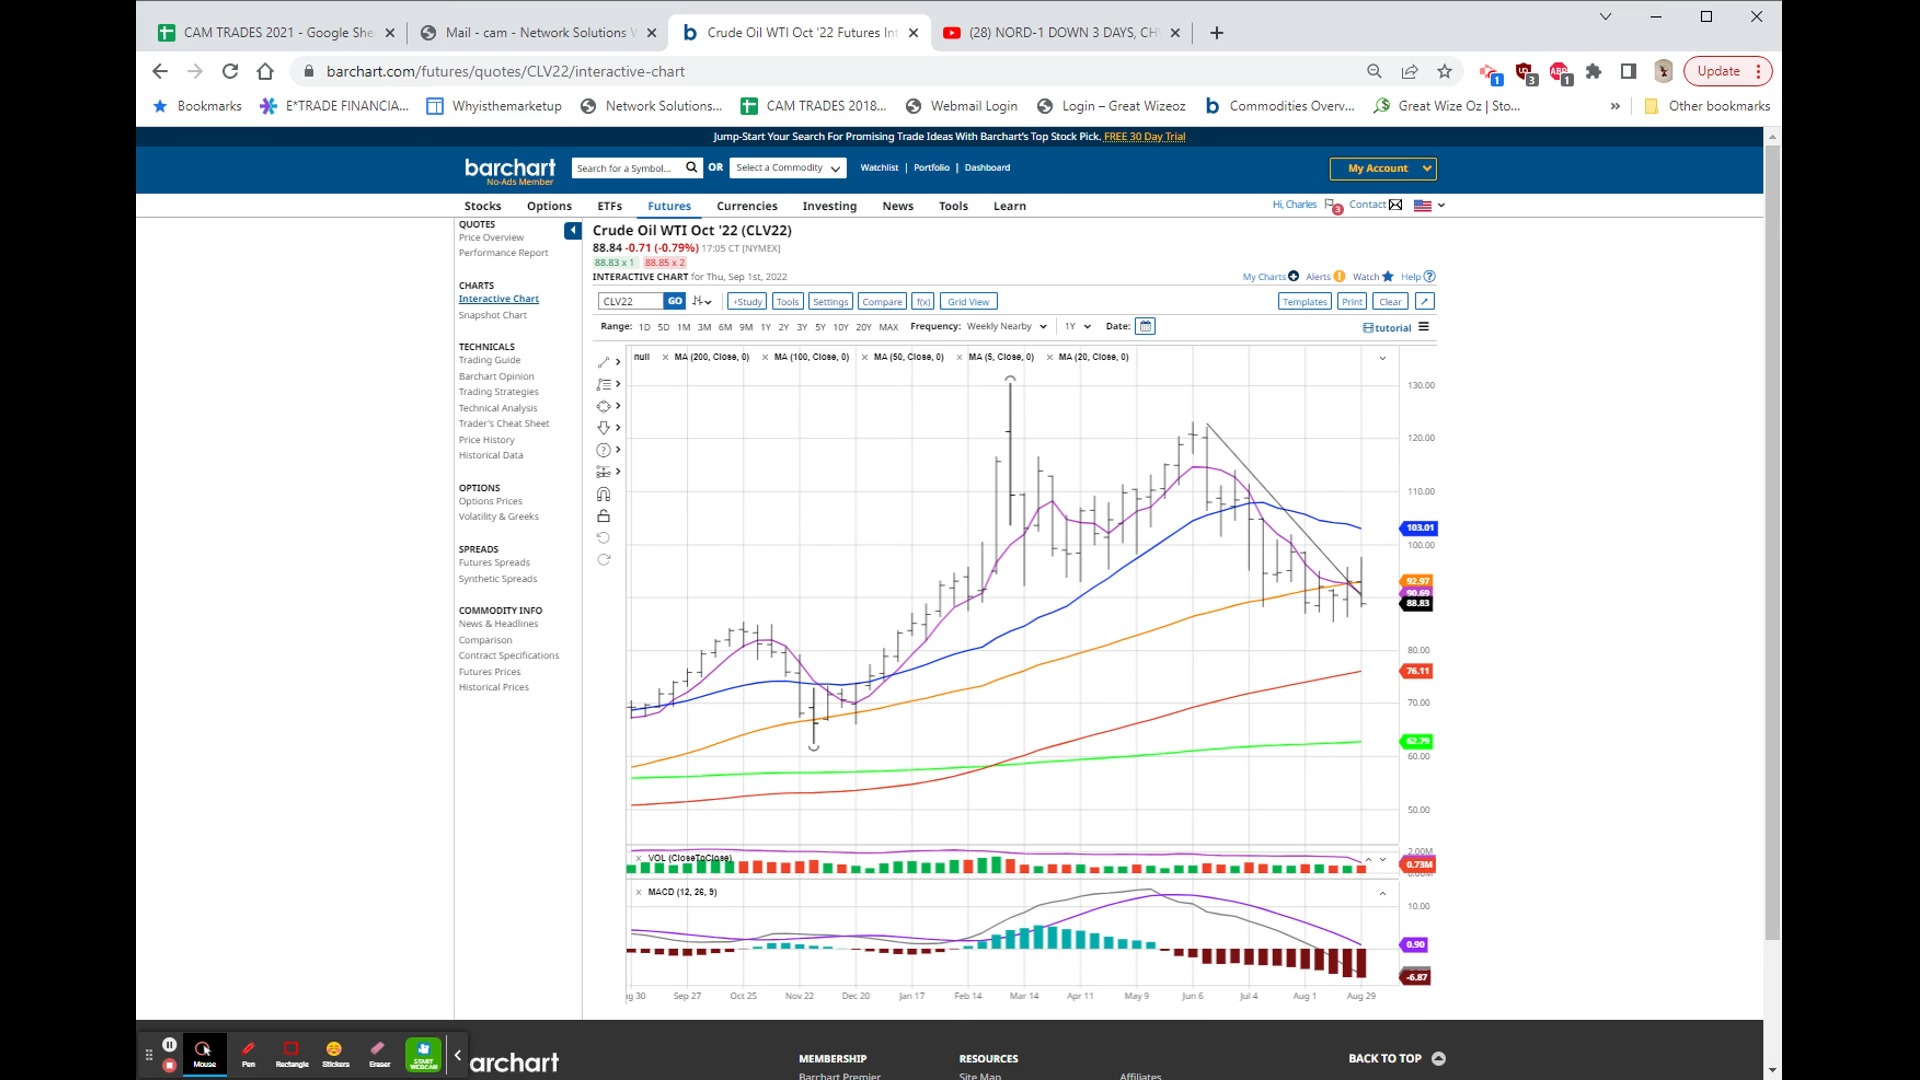 CAM TRADES 2021 - Google She
Mail - cam - Network Solutions
Crude Oil WTI Oct '22 Futures Int
(28) NORD-1 DOWN 3 DAYS, CH
barchart.com/futures/quotes/CLV22/interactive-chart
1
3
1
Update
Bookmarks
E*TRADE FINANCIA...
Whyisthemarketup
Network Solutions...
CAM TRADES 2018...
Webmail Login
Login – Great Wizeoz
Commodities Overv...
Great Wize Oz | Sto...
»
Other bookmarks
Jump-Start Your Search For Promising Trade Ideas With Barchart's Top Stock Pick. FREE 30 Day Trial
barchart
No-Ads Member
Search for a Symbol...
OR
Select a Commodity
Watchlist | Portfolio | Dashboard
My Account
Stocks Options ETFs Futures Currencies Investing News Tools Learn
Hi, Charles
3
Contact
QUOTES
Price Overview
Performance Report
CHARTS
Interactive Chart
Snapshot Chart
TECHNICALS
Trading Guide
Barchart Opinion
Trading Strategies
Technical Analysis
Trader's Cheat Sheet
Price History
Historical Data
OPTIONS
Options Prices
Volatility & Greeks
SPREADS
Futures Spreads
Synthetic Spreads
COMMODITY INFO
News & Headlines
Comparison
Contract Specifications
Futures Prices
Historical Prices
Crude Oil WTI Oct '22 (CLV22)
88.84 -0.71 (-0.79%) 17:05 CT [NYMEX]
88.83 x 1 88.85 x 2
INTERACTIVE CHART for Thu, Sep 1st, 2022
My Charts Alerts Watch Help
CLV22 GO +Study Tools Settings Compare f(x) Grid View
Templates Print Clear
Range: 1D 5D 1M 3M 6M 9M 1Y 2Y 3Y 5Y 10Y 20Y MAX Frequency: Weekly Nearby 1Y Date:
tutorial
null MA (200, Close, 0) MA (100, Close, 0) MA (50, Close, 0) MA (5, Close, 0) MA (20, Close, 0)
130.00
120.00
110.00
103.01
100.00
92.97
90.69
88.83
80.00
76.11
70.00
62.79
60.00
50.00
VOL (CloseToClose)
2.00M
0.73M
MACD (12, 26, 9)
10.00
0.90
-6.87
g 30 Sep 27 Oct 25 Nov 22 Dec 20 Jan 17 Feb 14 Mar 14 Apr 11 May 9 Jun 6 Jul 4 Aug 1 Aug 29
Mouse Pen Rectangle Stickers Eraser
START WEBCAM
archart
MEMBERSHIP
Barchart Premier
RESOURCES
Site Map
Affiliates
BACK TO TOP